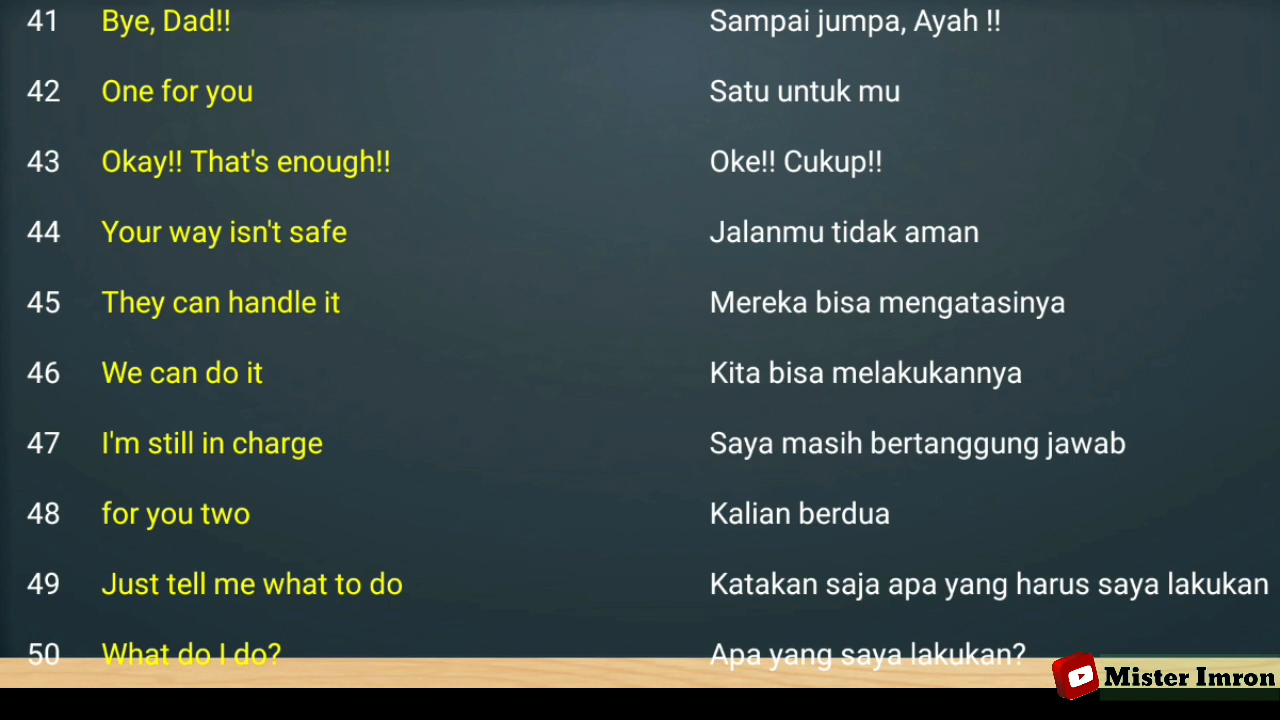 41 Bye, Dad!! Sampai jumpa, Ayah !!
42 One for you Satu untuk mu
43 Okay!! That's enough!! Oke!! Cukup!!
44 Your way isn't safe Jalanmu tidak aman
45 They can handle it Mereka bisa mengatasinya
46 We can do it Kita bisa melakukannya
47 I'm still in charge Saya masih bertanggung jawab
48 for you two Kalian berdua
49 Just tell me what to do Katakan saja apa yang harus saya lakukan
50 What do I do? Apa yang saya lakukan?
Mister Imron